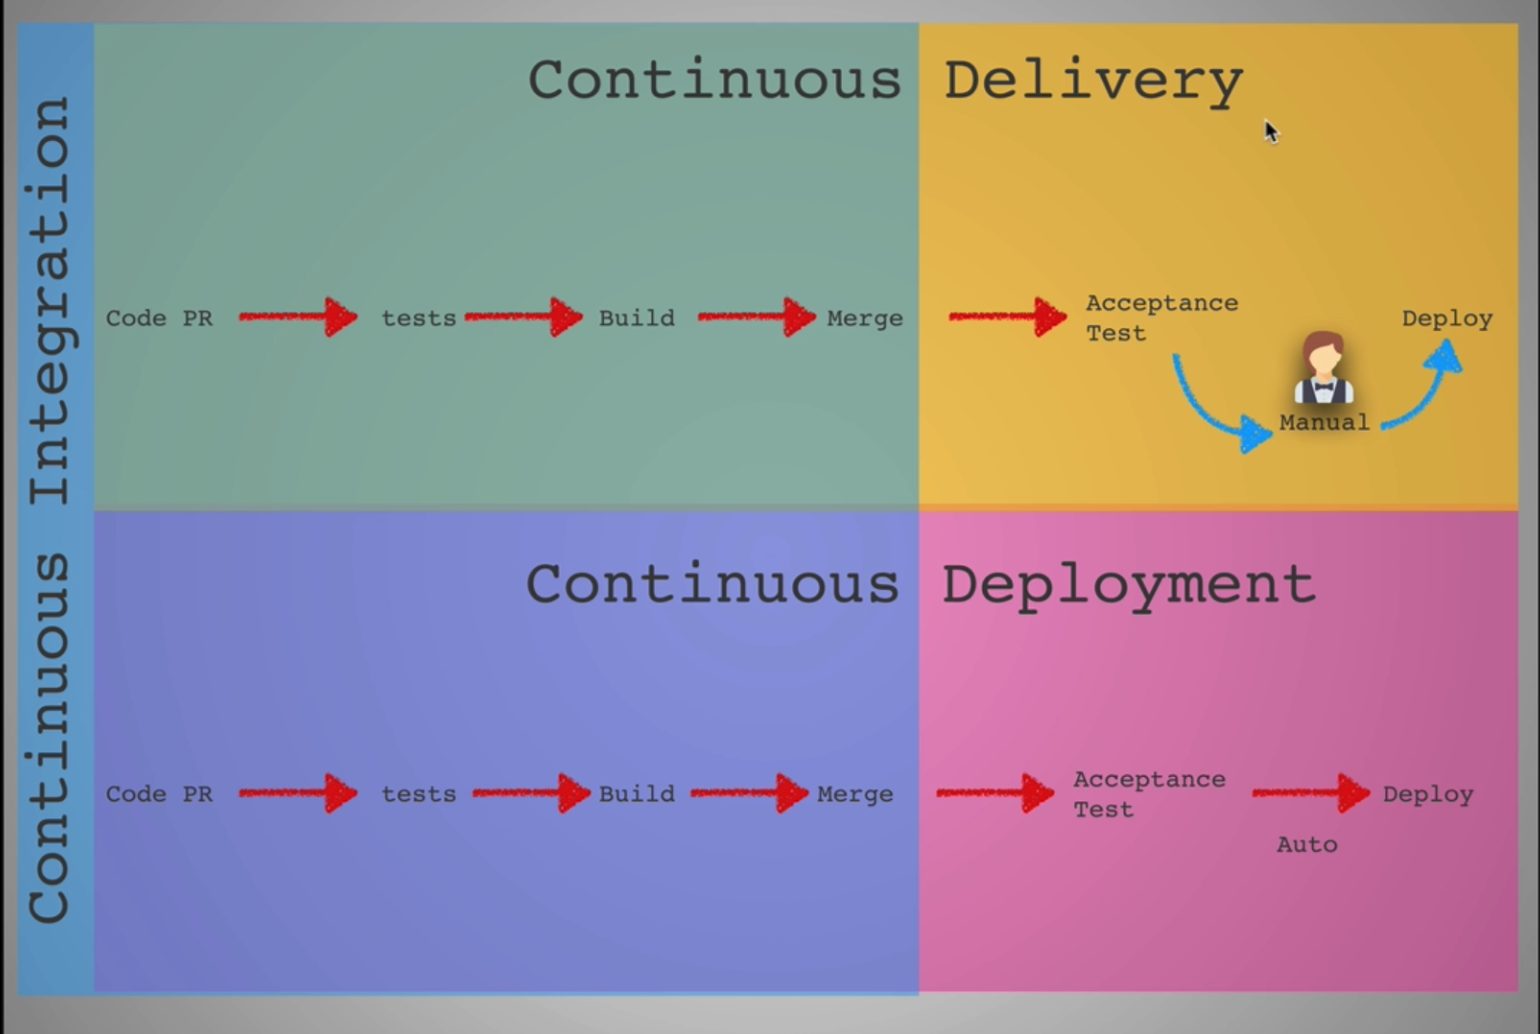 Continuous Integration
Continuous Delivery
Code PR
tests
Build
Merge
Acceptance
Test
Manual
Deploy
Continuous Deployment
Code PR
tests
Build
Merge
Acceptance
Test
Auto
Deploy